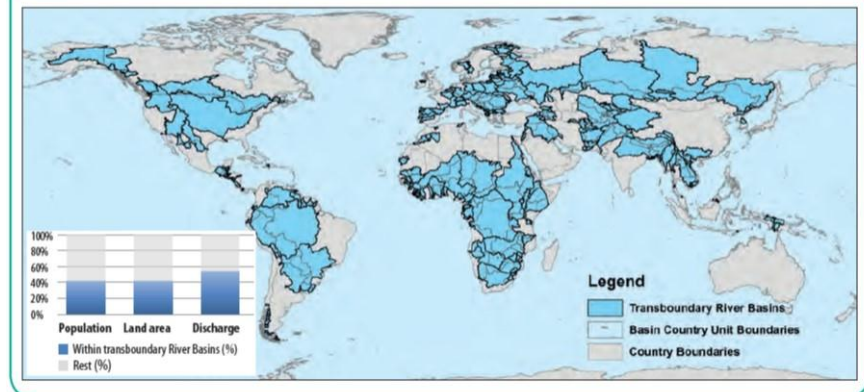 Legend
Transboundary River Basins
Basin Country Unit Boundaries
Country Boundaries
100%
80%
60%
40%
20%
0%
Population Land area Discharge
Within transboundary River Basins (%)
Rest (%)